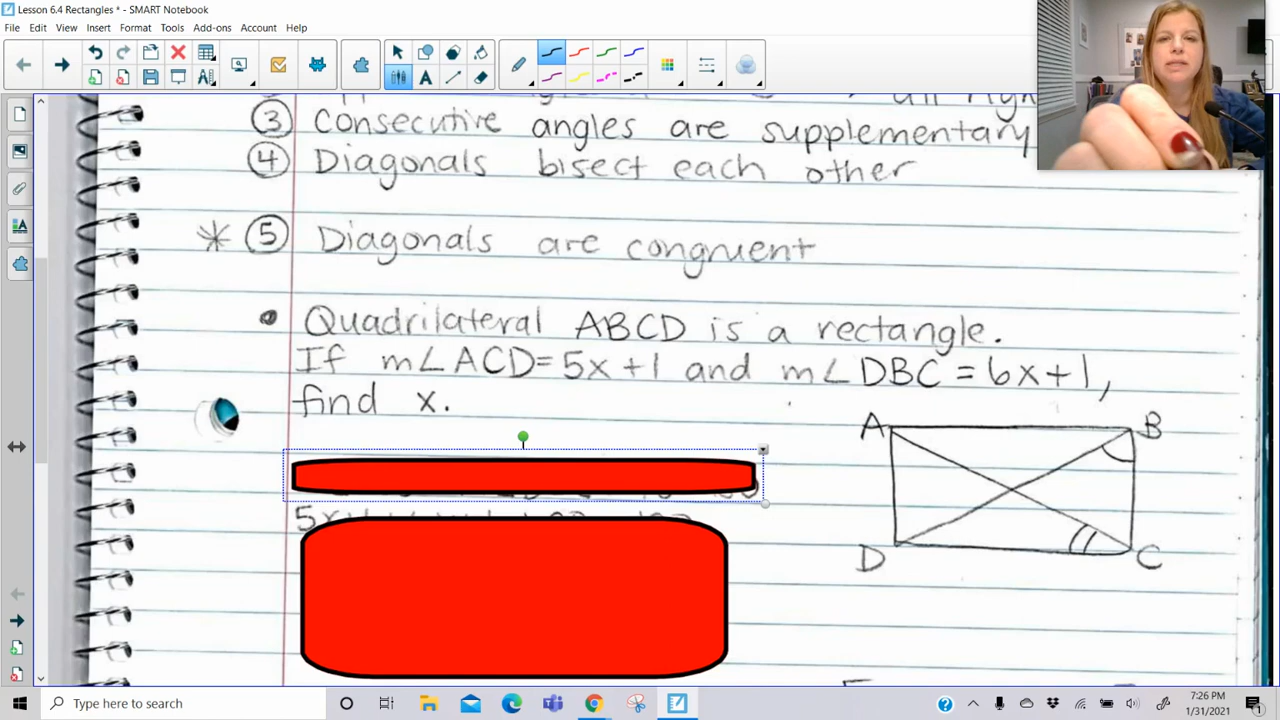 Lesson 6.4 Rectangles * - SMART Notebook
File Edit View Insert Format Tools Add-ons Account Help
③ Consecutive angles are supplementary
④ Diagonals bisect each other
* ⑤ Diagonals are congruent
• Quadrilateral ABCD is a rectangle.
If m∠ACD=5x+1 and m∠DBC = 6x+1,
find x.
A B
D C
Type here to search
7:26 PM
1/31/2021